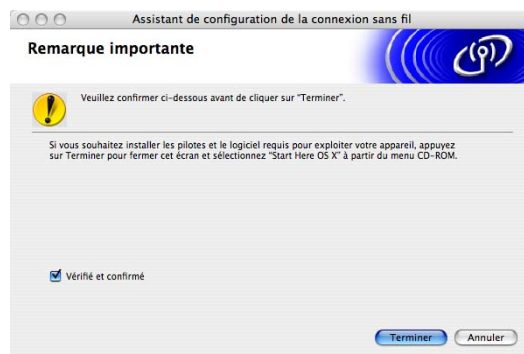 Assistant de configuration de la connexion sans fil
Remarque importante
Veuillez confirmer ci-dessous avant de cliquer sur "Terminer".
Si vous souhaitez installer les pilotes et le logiciel requis pour exploiter votre appareil, appuyez
sur Terminer pour fermer cet écran et sélectionnez "Start Here OS X" à partir du menu CD-ROM.
Vérifié et confirmé
Terminer
Annuler